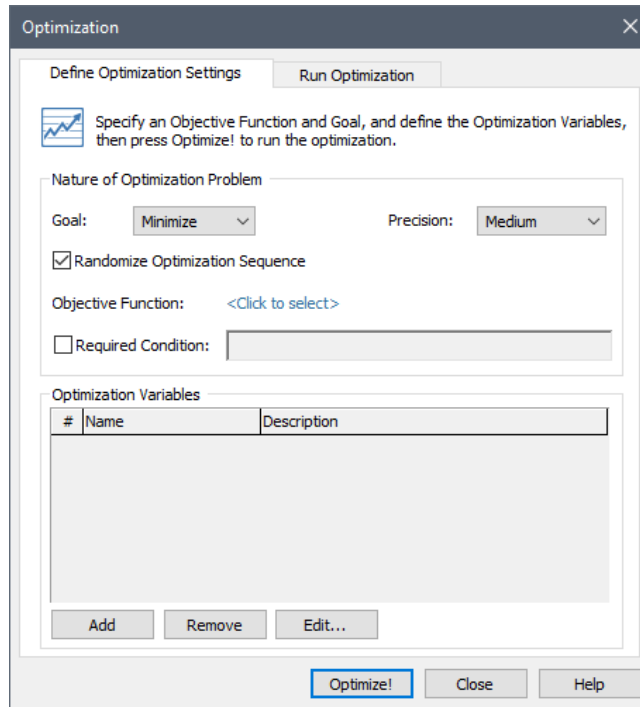 Optimization
Define Optimization Settings
Run Optimization
Specify an Objective Function and Goal, and define the Optimization Variables,
then press Optimize! to run the optimization.
Nature of Optimization Problem
Goal: Minimize Precision: Medium
Randomize Optimization Sequence
Objective Function: <Click to select>
Required Condition:
Optimization Variables
# Name Description
Add Remove Edit...
Optimize! Close Help